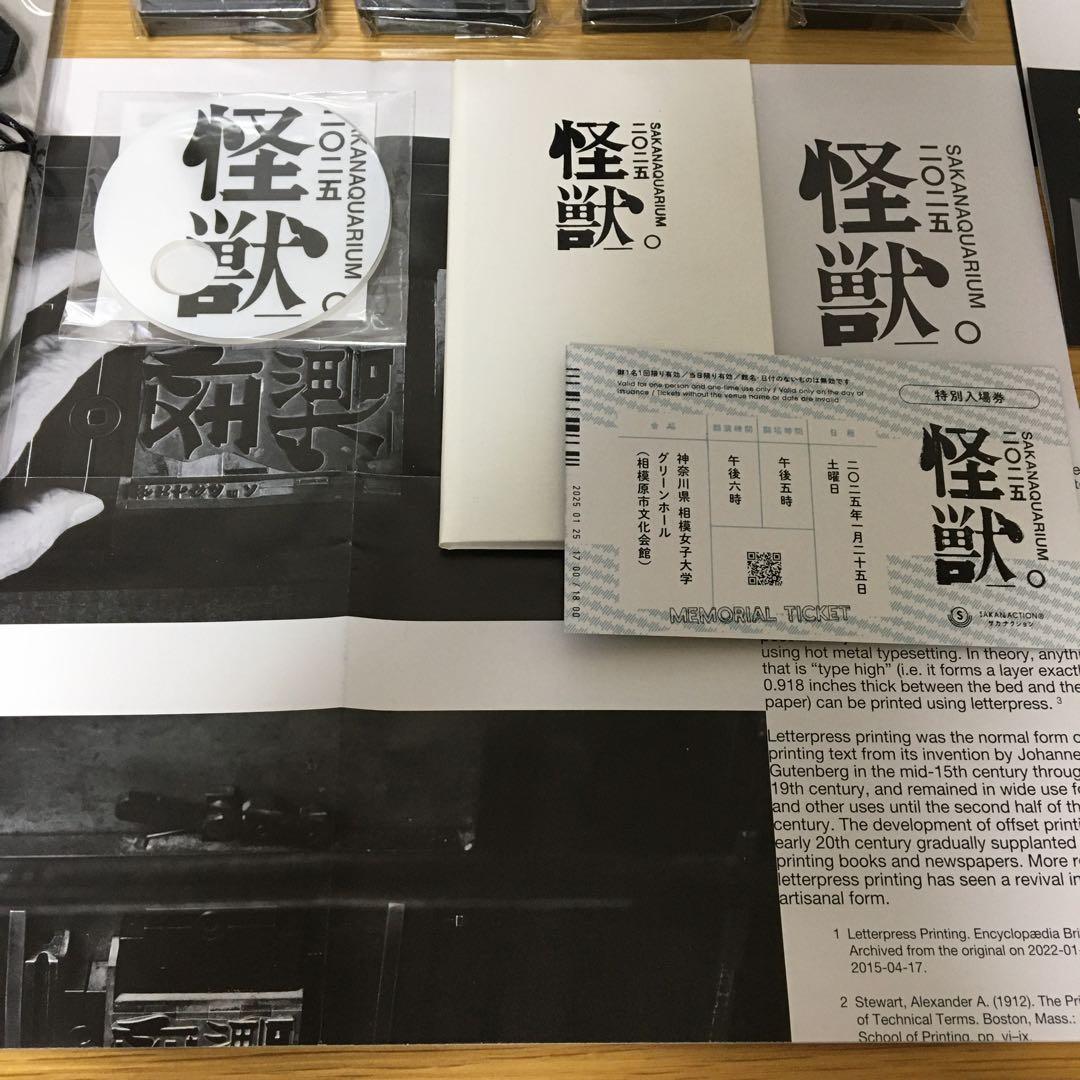 怪獣
二〇二五
AKANAQUARIUM
怪獣
二〇二五
SAKANAQUARIUM
怪獣
二〇二五
SAKANAQUARIUM
御1名1回限り有効／当日限り有効／館名・日付のないものは無効です
Valid for one person and one-time use only / Valid only on the day of
issuance / Tickets without the venue name or date are invalid
特別入場券
怪獣
二〇二五
SAKANAQUARIUM
日程
二〇二五年一月二十五日
土曜日
開場時間
午後五時
開演時間
午後六時
会場
神奈川県 相模女子大学
グリーンホール
（相模原市文化会館）
2025 01 25 17:00 / 18:00
MEMORIAL TICKET
SAKANACTION®
サカナクション
using hot metal typesetting. In theory, anythi
that is “type high” (i.e. it forms a layer exact
0.918 inches thick between the bed and the
paper) can be printed using letterpress. 3
Letterpress printing was the normal form o
printing text from its invention by Johanne
Gutenberg in the mid-15th century throug
19th century, and remained in wide use fo
and other uses until the second half of th
century. The development of offset printi
early 20th century gradually supplanted
printing books and newspapers. More r
letterpress printing has seen a revival in
artisanal form.
1 Letterpress Printing. Encyclopædia Bri
Archived from the original on 2022-01
2015-04-17.
2 Stewart, Alexander A. (1912). The Pri
of Technical Terms. Boston, Mass.:
School of Printing. pp. vi–ix.